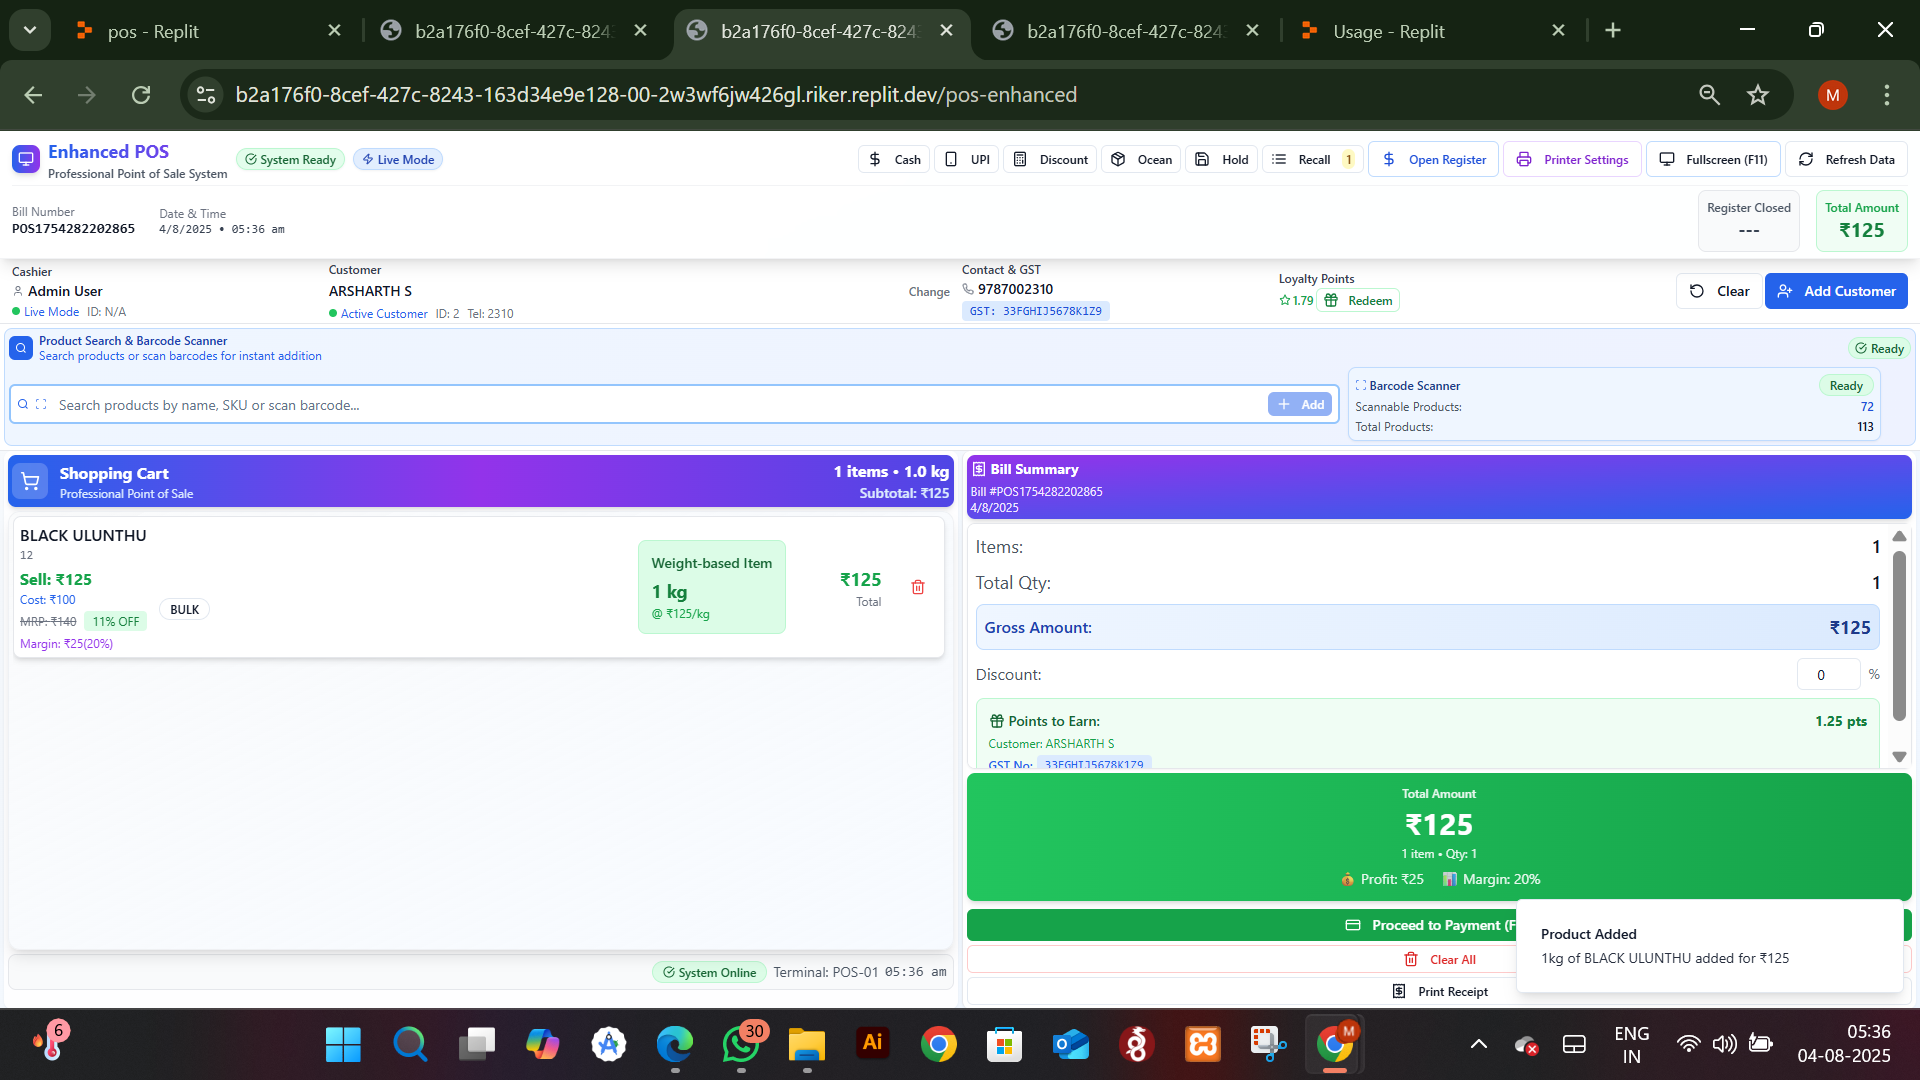 pos - Replit
b2a176f0-8cef-427c-824
b2a176f0-8cef-427c-824
b2a176f0-8cef-427c-824
Usage - Replit
b2a176f0-8cef-427c-8243-163d34e9e128-00-2w3wf6jw426gl.riker.replit.dev/pos-enhanced
M
Enhanced POS
Professional Point of Sale System
System Ready
Live Mode
Cash
UPI
Discount
Ocean
Hold
Recall 1
Open Register
Printer Settings
Fullscreen (F11)
Refresh Data
Bill Number
POS1754282202865
Date & Time
4/8/2025 • 05:36 am
Register Closed
---
Total Amount
₹125
Cashier
Admin User
Live Mode ID: N/A
Customer
ARSHARTH S
Active Customer ID: 2 Tel: 2310
Change
Contact & GST
9787002310
GST: 33FGHIJ5678K1Z9
Loyalty Points
1.79
Redeem
Clear
Add Customer
Product Search & Barcode Scanner
Search products or scan barcodes for instant addition
Ready
Search products by name, SKU or scan barcode...
Add
Barcode Scanner
Ready
Scannable Products: 72
Total Products: 113
Shopping Cart
Professional Point of Sale
1 items • 1.0 kg
Subtotal: ₹125
BLACK ULUNTHU
12
Sell: ₹125
Cost: ₹100
MRP: ₹140 11% OFF
Margin: ₹25(20%)
BULK
Weight-based Item
1 kg
@ ₹125/kg
₹125
Total
System Online
Terminal: POS-01 05:36 am
Bill Summary
Bill #POS1754282202865
4/8/2025
Items: 1
Total Qty: 1
Gross Amount: ₹125
Discount: 0 %
Points to Earn: 1.25 pts
Customer: ARSHARTH S
GST No: 33FGHIJ5678K1Z9
Total Amount
₹125
1 item • Qty: 1
Profit: ₹25 Margin: 20%
Proceed to Payment (F
Clear All
Print Receipt
Product Added
1kg of BLACK ULUNTHU added for ₹125
6
30
Ai
M
ENG
IN
05:36
04-08-2025